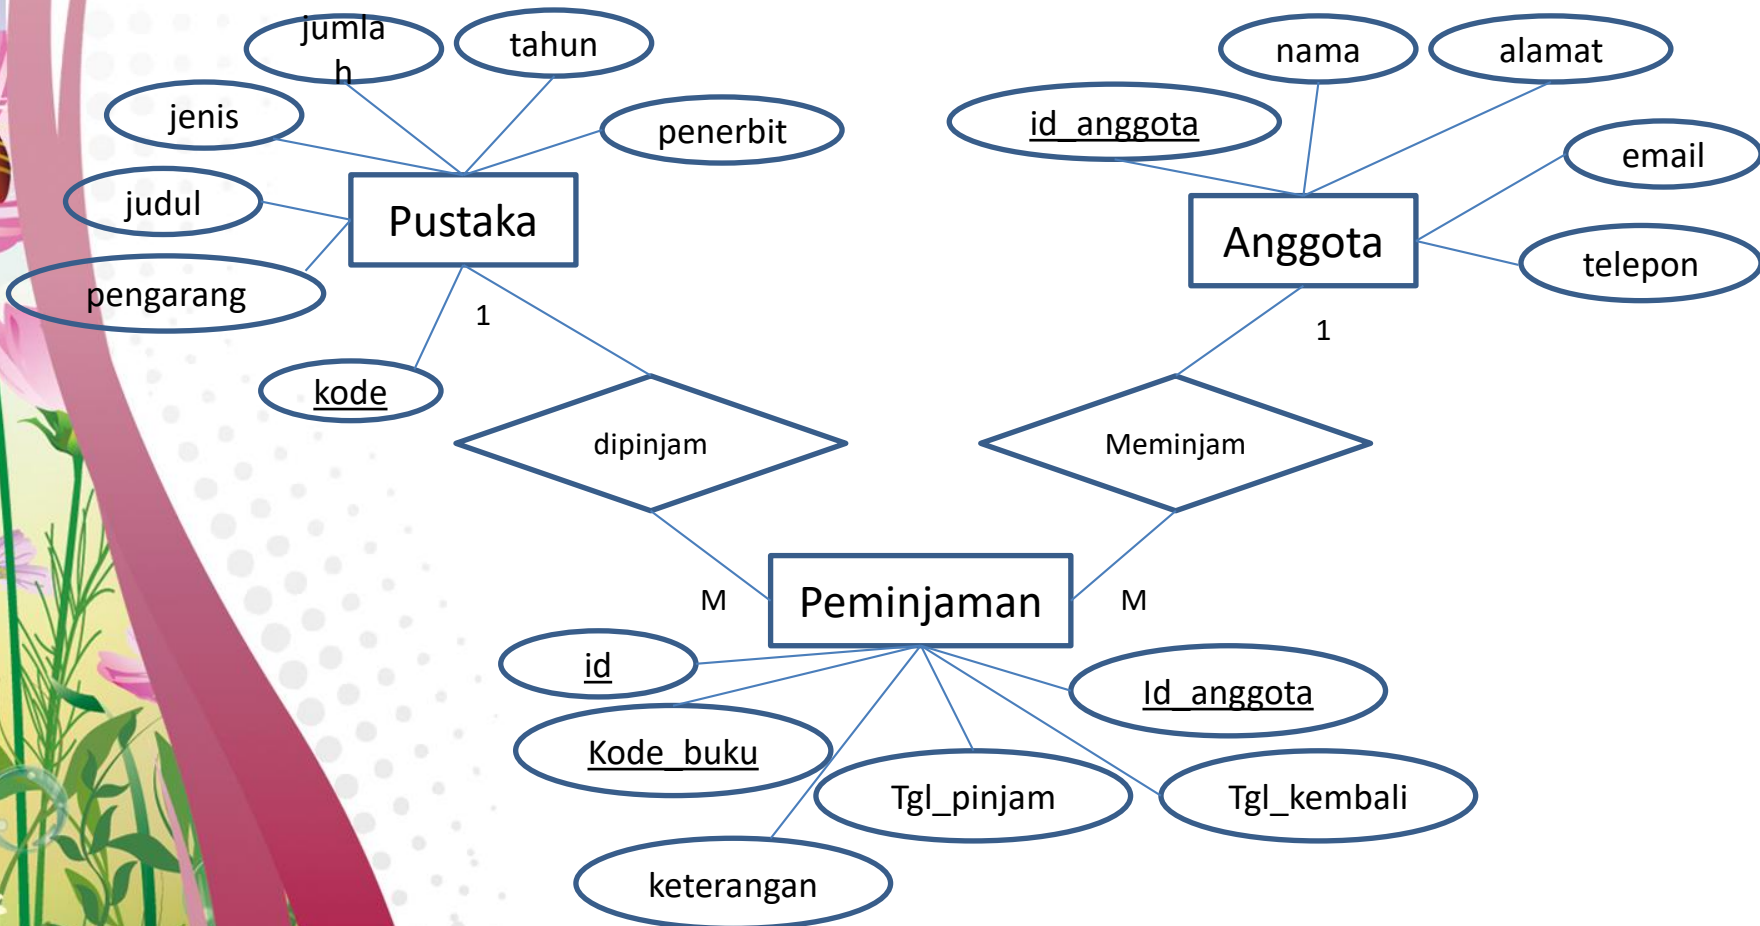 jumla
h
tahun
nama
alamat
jenis
penerbit
id_anggota
email
judul
Pustaka
Anggota
telepon
pengarang
1
1
kode
dipinjam
Meminjam
M
Peminjaman
M
id
Id_anggota
Kode_buku
Tgl_pinjam
Tgl_kembali
keterangan